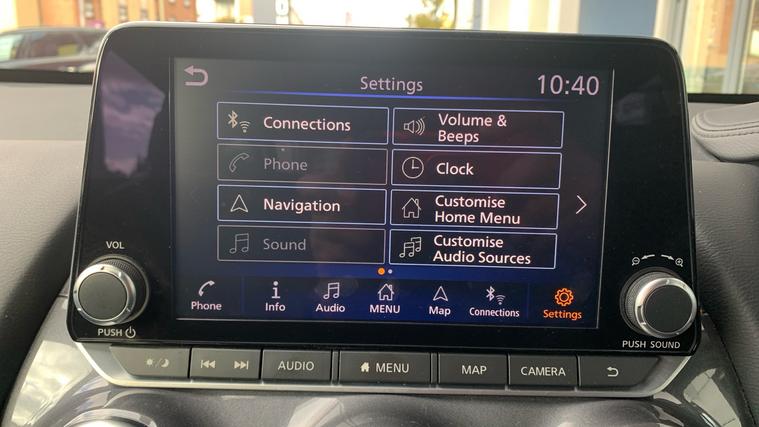 Settings
10:40
Connections
Volume &
Beeps
Phone
Clock
Navigation
Customise
Home Menu
Sound
Customise
Audio Sources
Phone
Info
Audio
MENU
Map
Connections
Settings
VOL
PUSH
PUSH SOUND
AUDIO
MENU
MAP
CAMERA